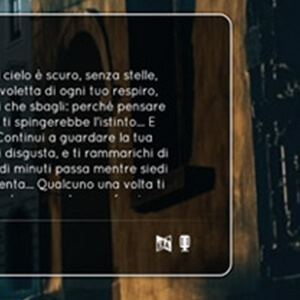 cielo è scuro, senza stelle,
voletta di ogni tuo respiro,
i che sbagli: perché pensare
ti spingerebbe l'istinto... E
Continui a guardare la tua
i disgusta, e ti rammarichi di
di minuti passa mentre siedi
enta... Qualcuno una volta ti